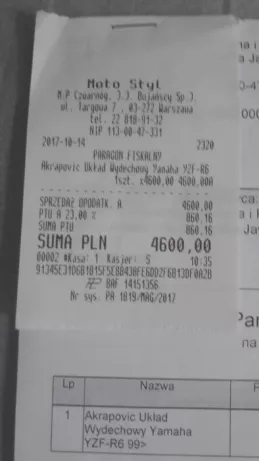 Moto Styl
M.P Czwarnóg, J.J. Bojańscy Sp.J.
ul. Targowa 7 , 03-272 Warszawa
tel. 22 818-91-32
NIP 113-00-47-331
2017-10-14 2320
PARAGON FISKALNY
Akrapovic Układ Wydechowy Yamaha YZF-R6
1szt. x4600,00 4600,00A
SPRZEDAŻ OPODATK. A 4600,00
PTU A 23,00 % 860,16
SUMA PTU 860,16
SUMA PLN 4600,00
00002 #Kasa: 1 Kasjer: S 10:35
BAF 14151356
Nr sys. PA 1819/MAG/2017
Lp Nazwa
1 Akrapovic Układ
Wydechowy Yamaha
YZF-R6 99>